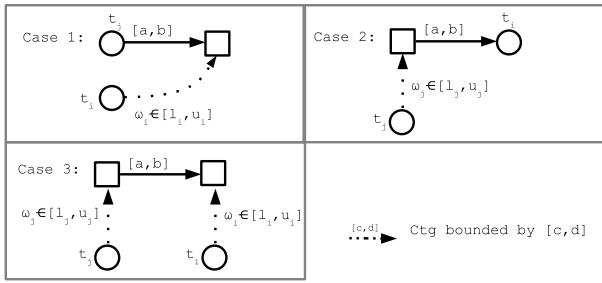 Case 1:
t_j
[a,b]
t_i
ω_i∈[l_i,u_i]
Case 2:
[a,b]
t_i
ω_j∈[l_j,u_j]
t_j
Case 3:
[a,b]
ω_j∈[l_j,u_j]
ω_i∈[l_i,u_i]
t_j
t_i
[c,d]
Ctg bounded by [c,d]